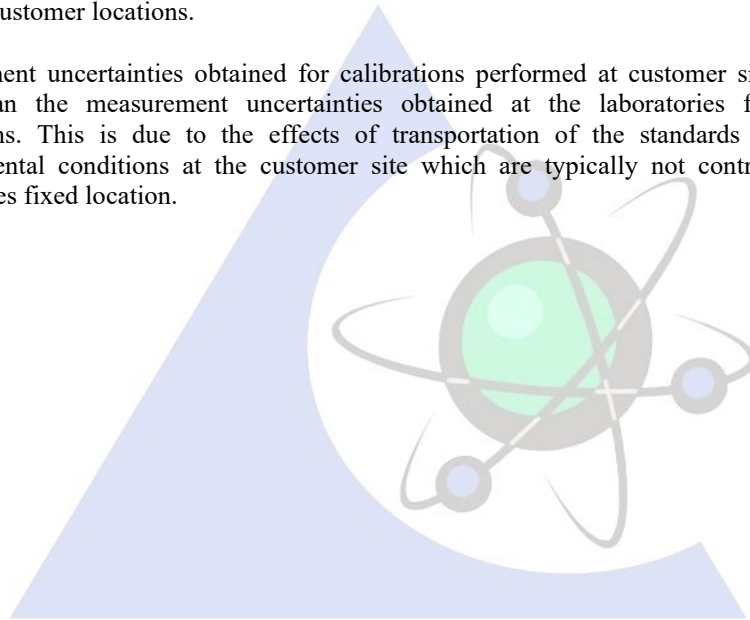 ustomer locations.
ent uncertainties obtained for calibrations performed at customer si
an the measurement uncertainties obtained at the laboratories f
ns. This is due to the effects of transportation of the standards
ental conditions at the customer site which are typically not contr
es fixed location.